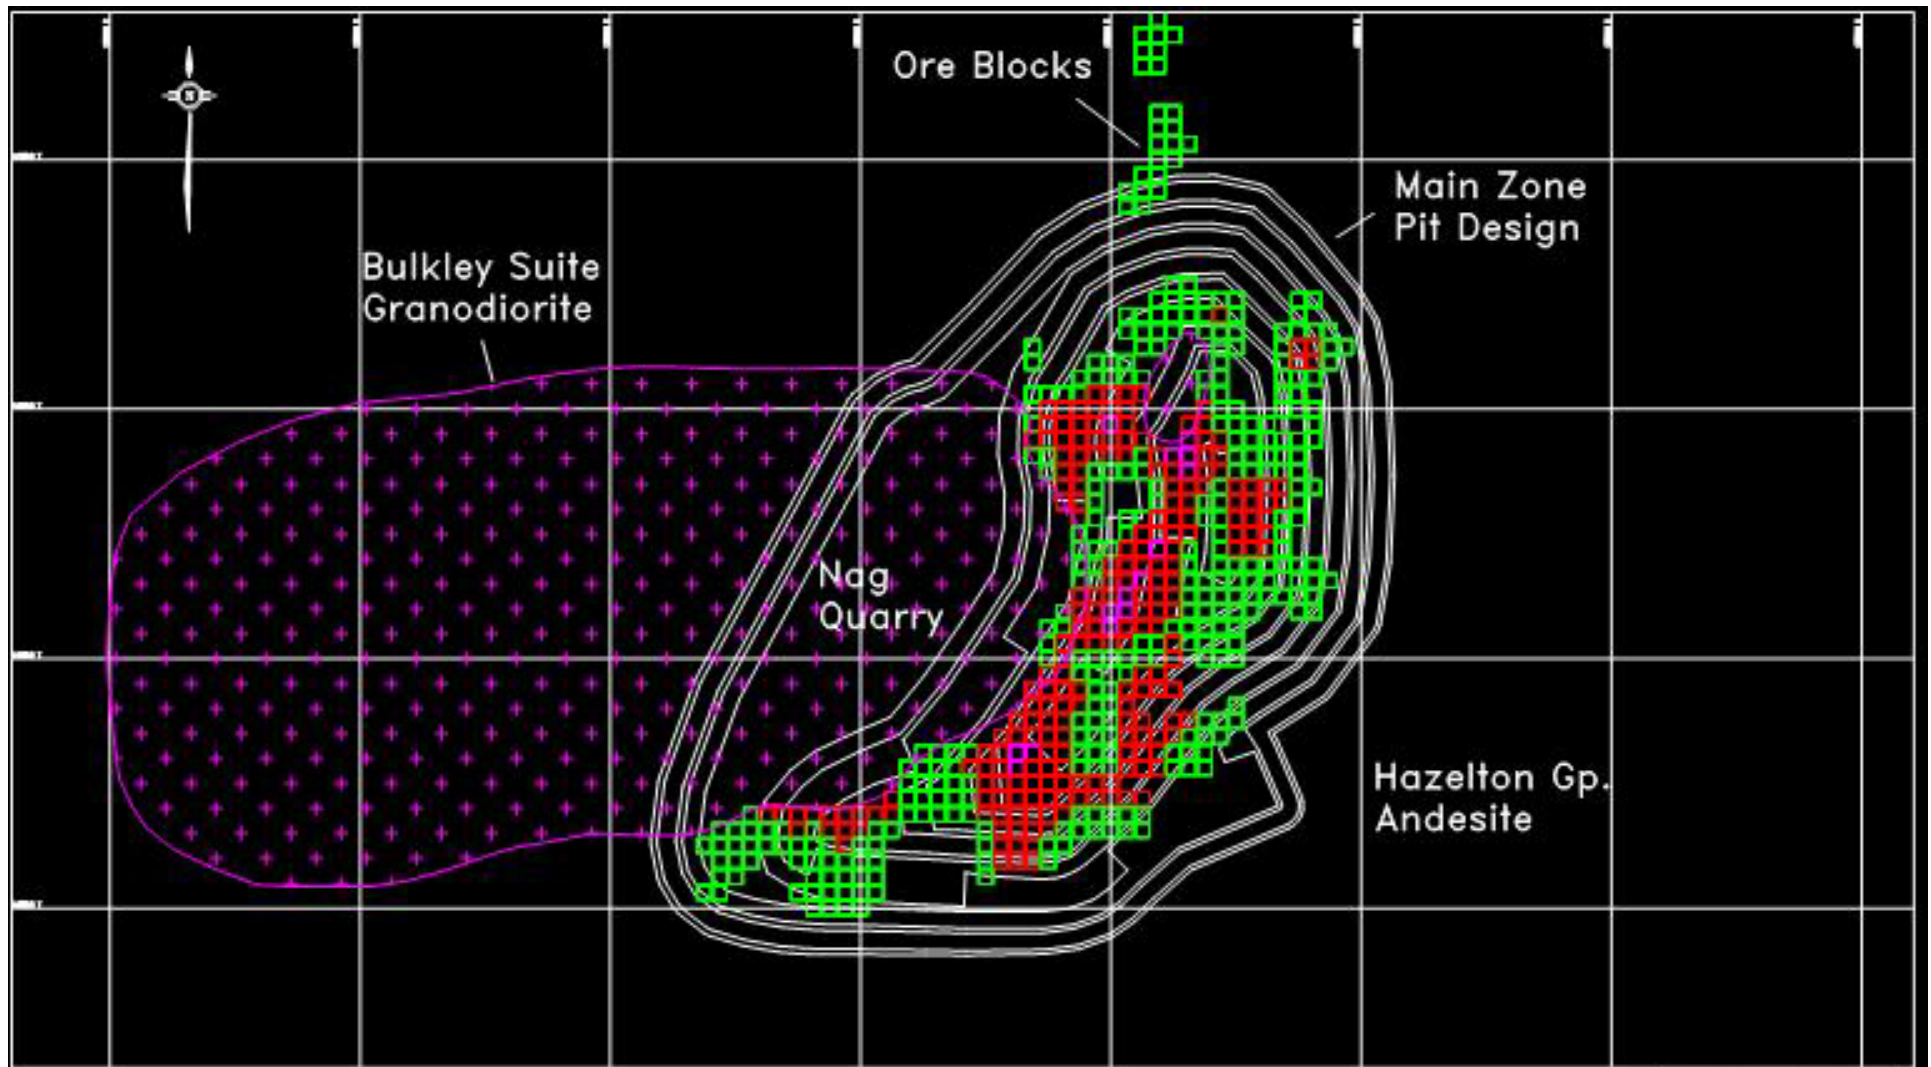 N
Ore Blocks
Main Zone
Pit Design
Bulkley Suite
Granodiorite
Nag
Quarry
Hazelton Gp.
Andesite